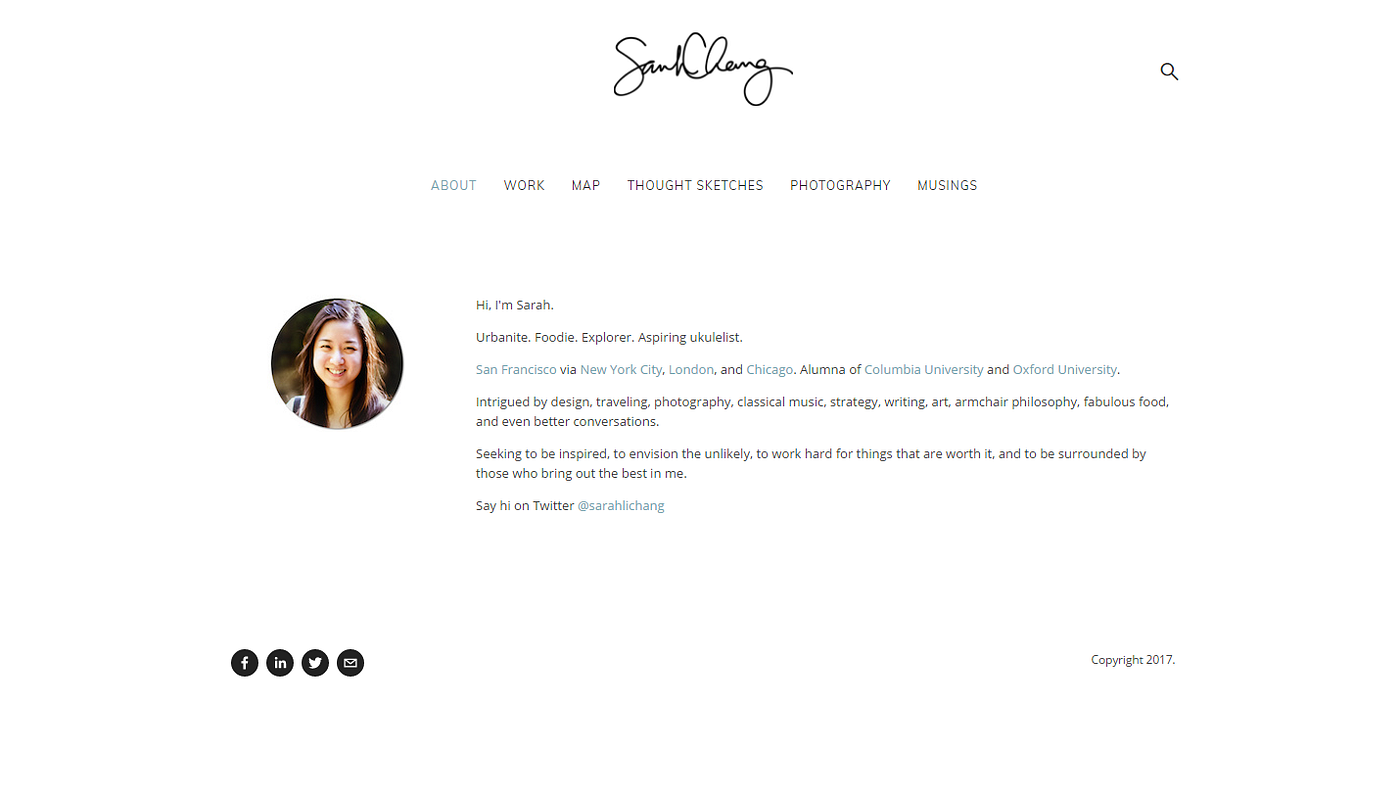 Sarah Chang
ABOUT WORK MAP THOUGHT SKETCHES PHOTOGRAPHY MUSINGS
Hi, I'm Sarah.
Urbanite. Foodie. Explorer. Aspiring ukulelist.
San Francisco via New York City, London, and Chicago. Alumna of Columbia University and Oxford University.
Intrigued by design, traveling, photography, classical music, strategy, writing, art, armchair philosophy, fabulous food,
and even better conversations.
Seeking to be inspired, to envision the unlikely, to work hard for things that are worth it, and to be surrounded by
those who bring out the best in me.
Say hi on Twitter @sarahlichang
f in
Copyright 2017.